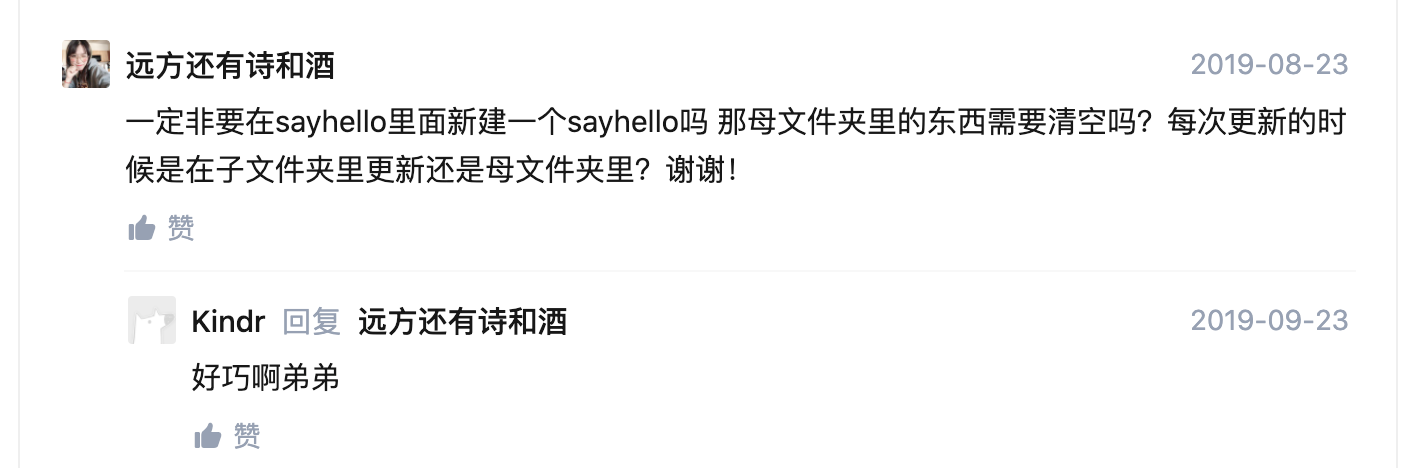 远方还有诗和酒 2019-08-23
一定非要在sayhello里面新建一个sayhello吗 那母文件夹里的东西需要清空吗？每次更新的时
候是在子文件夹里更新还是母文件夹里？谢谢！
赞
Kindr 回复 远方还有诗和酒 2019-09-23
好巧啊弟弟
赞